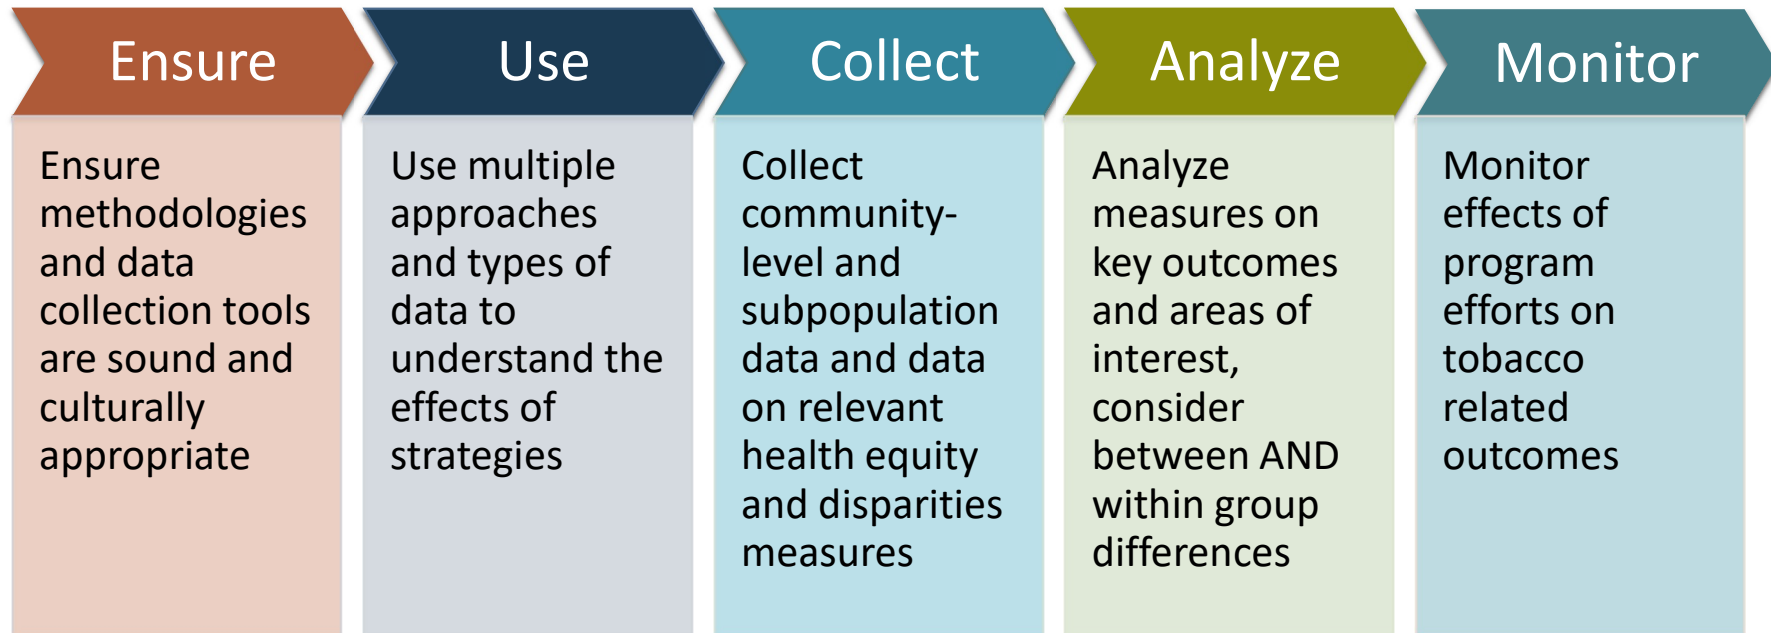 Ensure
Ensure
methodologies
and data
collection tools
are sound and
culturally
appropriate
Use
Use multiple
approaches
and types of
data to
understand the
effects of
strategies
Collect
Collect
community-
level and
subpopulation
data and data
on relevant
health equity
and disparities
measures
Analyze
Analyze
measures on
key outcomes
and areas of
interest,
consider
between AND
within group
differences
Monitor
Monitor
effects of
program
efforts on
tobacco
related
outcomes